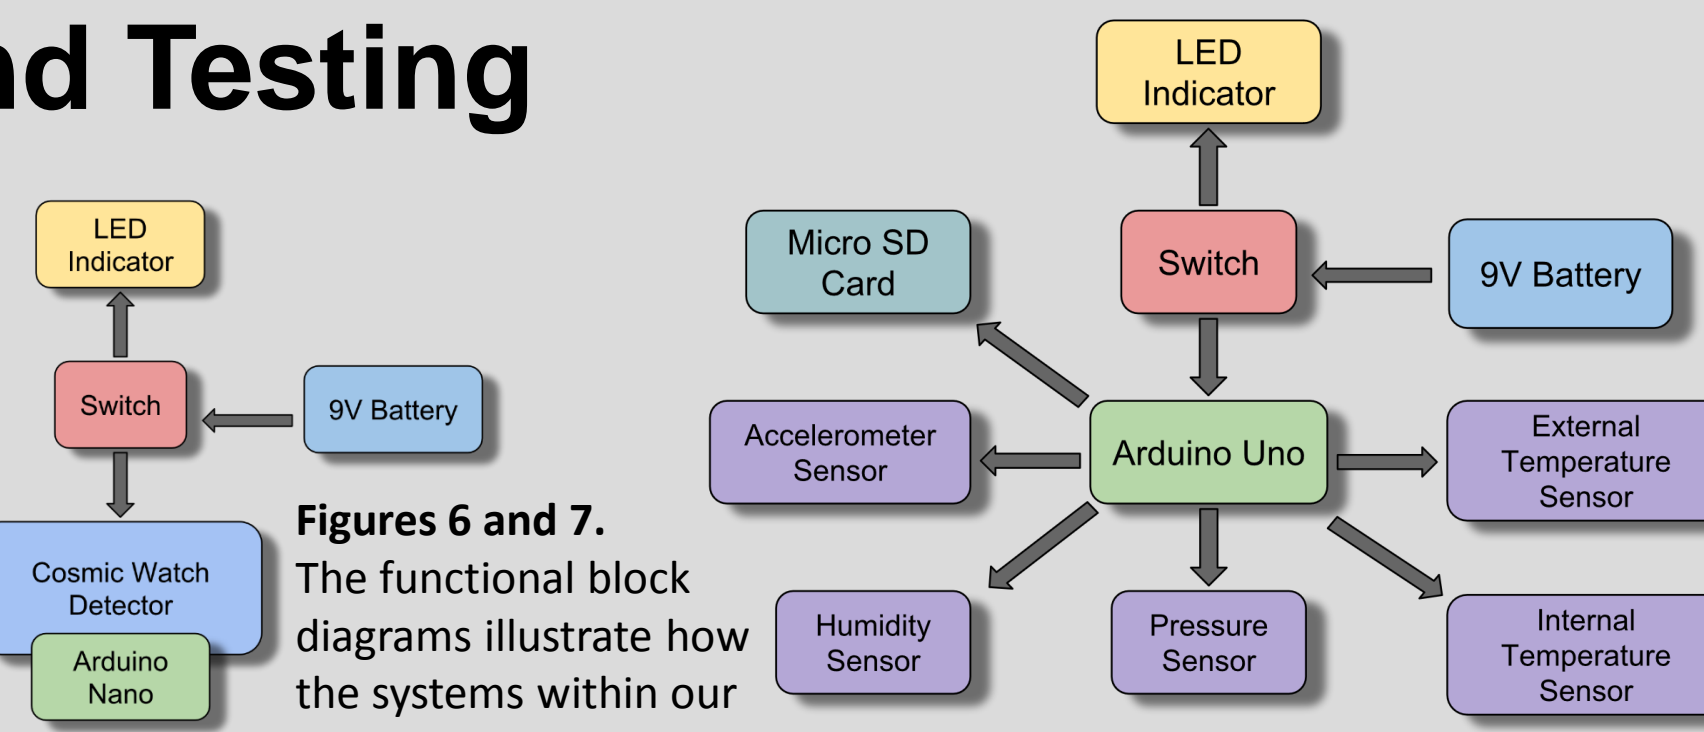 nd Testing
LED
Indicator
Switch
9V Battery
Cosmic Watch
Detector
Arduino
Nano
Figures 6 and 7.
The functional block
diagrams illustrate how
the systems within our
LED
Indicator
Micro SD
Card
Switch
9V Battery
Accelerometer
Sensor
Arduino Uno
External
Temperature
Sensor
Humidity
Sensor
Pressure
Sensor
Internal
Temperature
Sensor